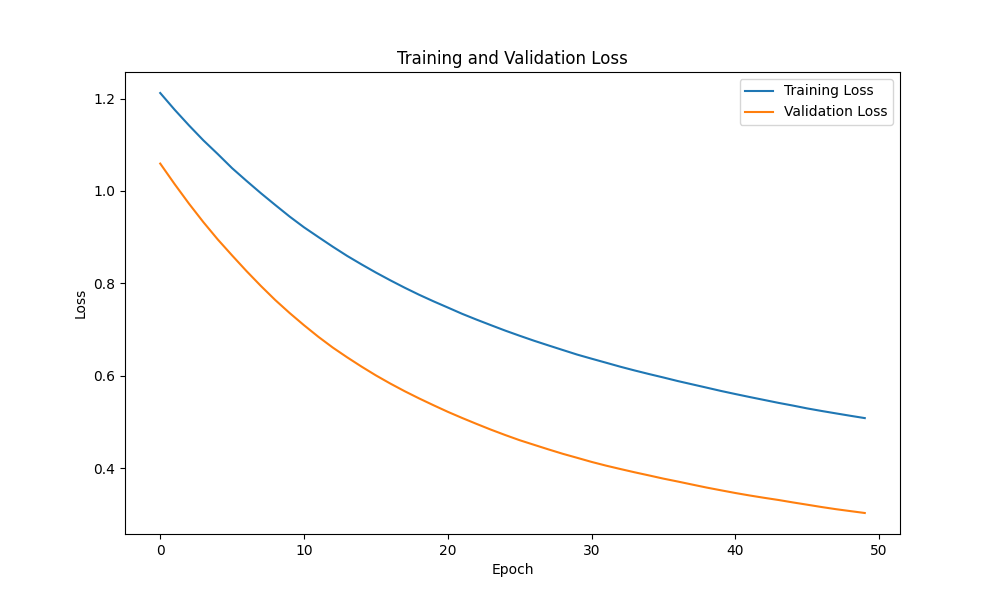 Training and Validation Loss
Training Loss
Validation Loss
1.2
1.0
0.8
0.6
0.4
Loss
0 10 20 30 40 50
Epoch